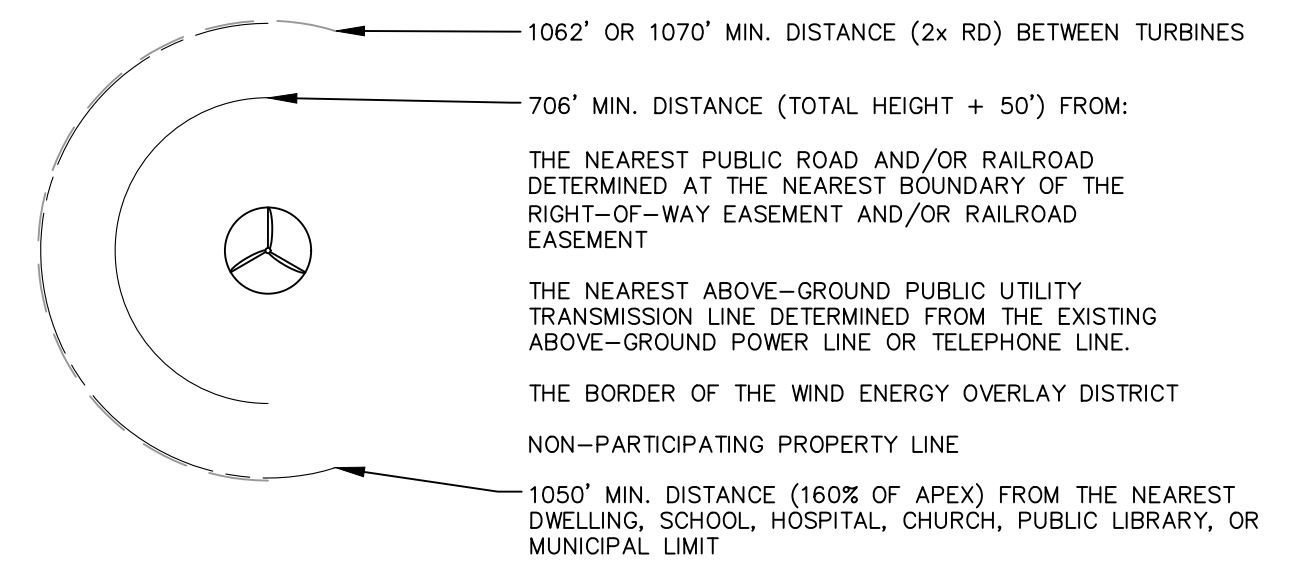 1062' OR 1070' MIN. DISTANCE (2x RD) BETWEEN TURBINES
706' MIN. DISTANCE (TOTAL HEIGHT + 50') FROM:
THE NEAREST PUBLIC ROAD AND/OR RAILROAD
DETERMINED AT THE NEAREST BOUNDARY OF THE
RIGHT-OF-WAY EASEMENT AND/OR RAILROAD
EASEMENT
THE NEAREST ABOVE-GROUND PUBLIC UTILITY
TRANSMISSION LINE DETERMINED FROM THE EXISTING
ABOVE-GROUND POWER LINE OR TELEPHONE LINE.
THE BORDER OF THE WIND ENERGY OVERLAY DISTRICT
NON-PARTICIPATING PROPERTY LINE
1050' MIN. DISTANCE (160% OF APEX) FROM THE NEAREST
DWELLING, SCHOOL, HOSPITAL, CHURCH, PUBLIC LIBRARY, OR
MUNICIPAL LIMIT